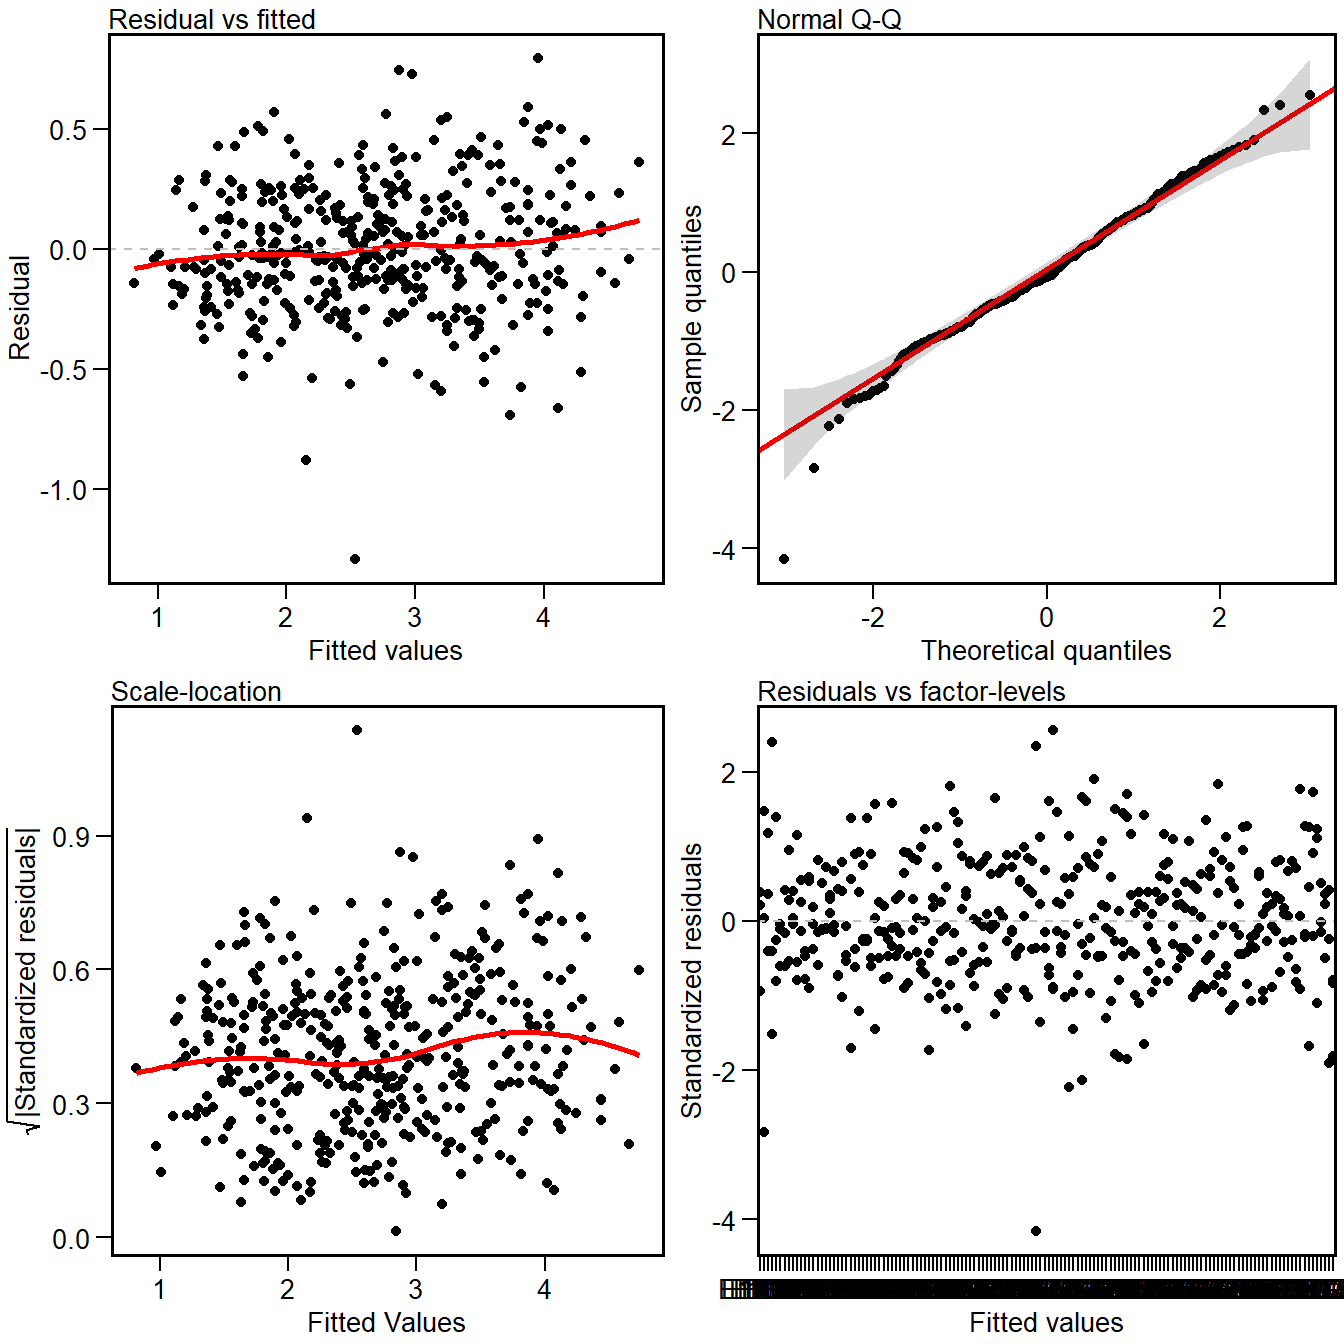 Residual vs fitted
Residual
0.5
0.0
-0.5
-1.0
1 2 3 4
Fitted values
Normal Q-Q
Sample quantiles
2
0
-2
-4
-2 0 2
Theoretical quantiles
Scale-location
√|Standardized residuals|
0.9
0.6
0.3
0.0
1 2 3 4
Fitted Values
Residuals vs factor-levels
Standardized residuals
2
0
-2
-4
Fitted values